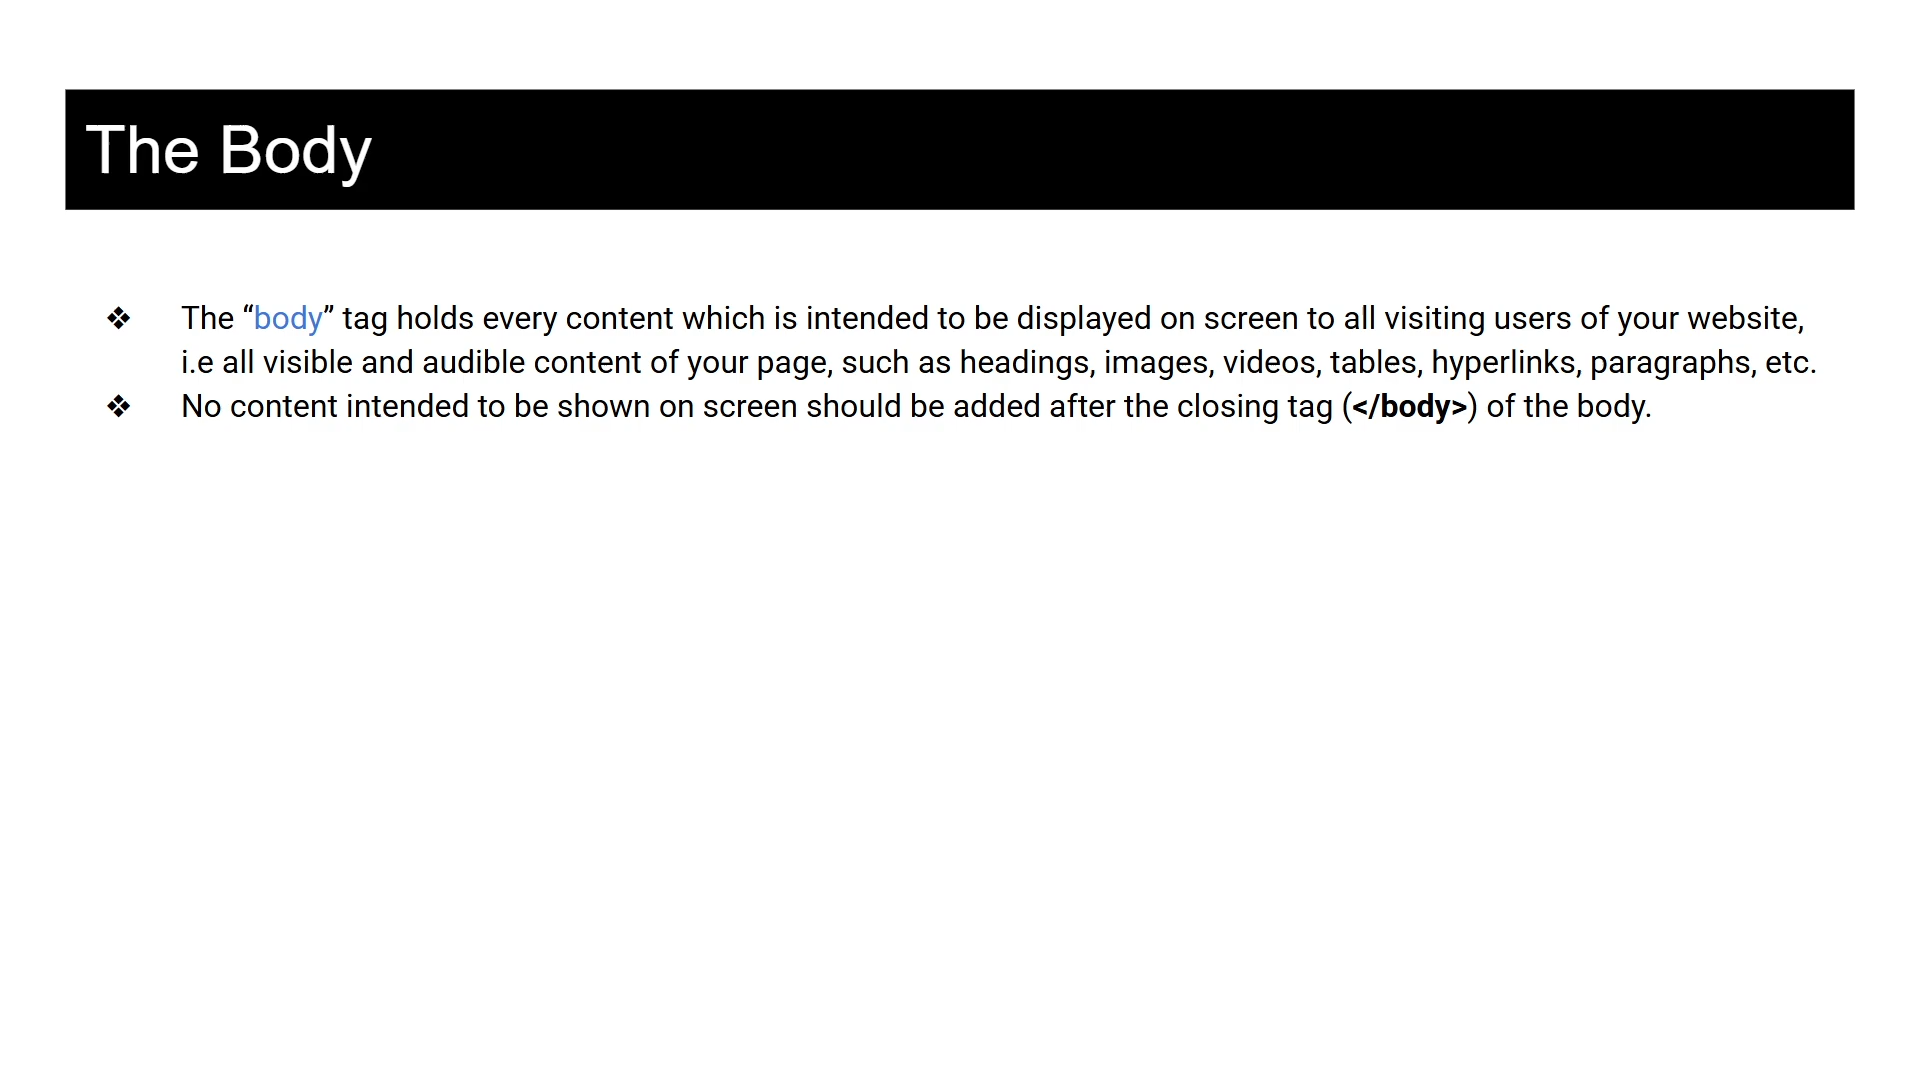 The Body
❖ The “body” tag holds every content which is intended to be displayed on screen to all visiting users of your website,
i.e all visible and audible content of your page, such as headings, images, videos, tables, hyperlinks, paragraphs, etc.
❖ No content intended to be shown on screen should be added after the closing tag (</body>) of the body.